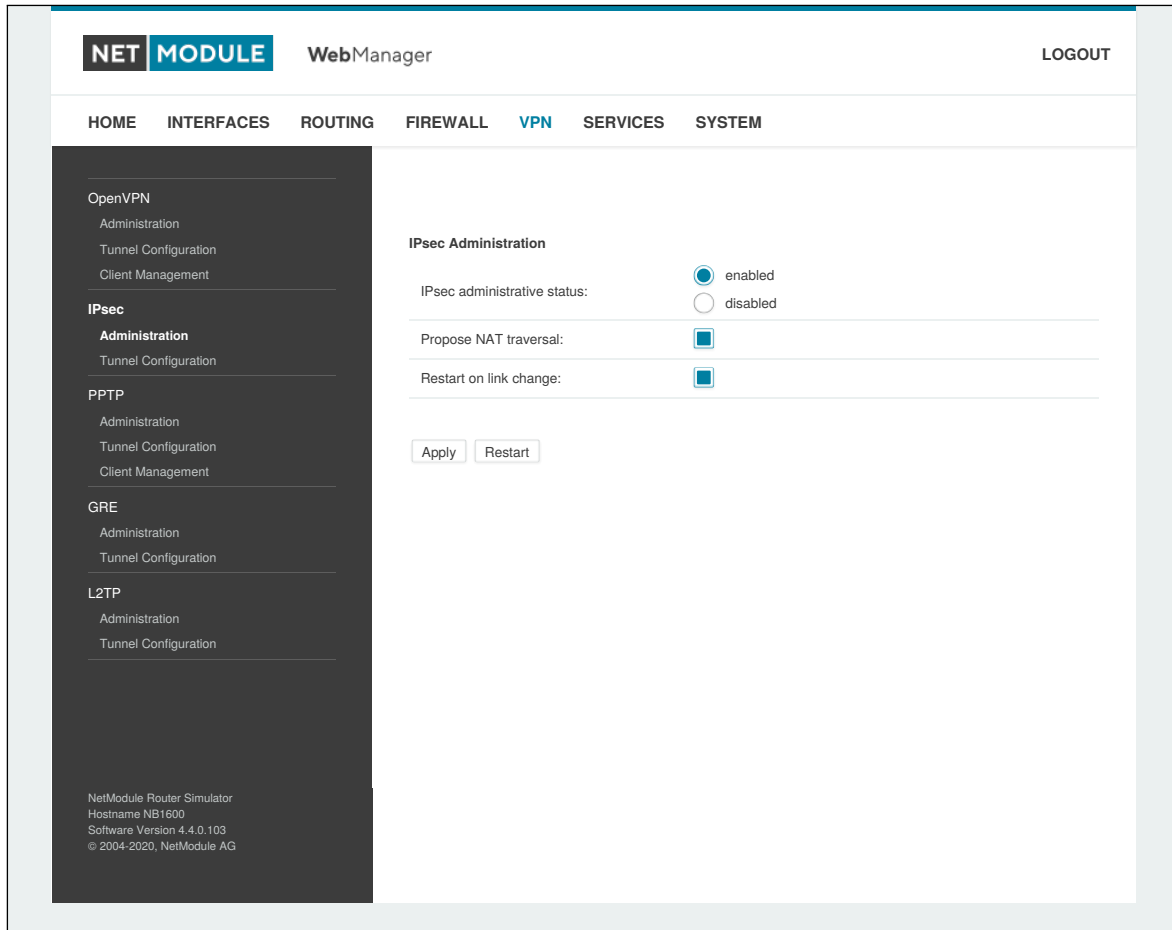 NET MODULE WebManager
LOGOUT
HOME INTERFACES ROUTING FIREWALL VPN SERVICES SYSTEM
OpenVPN
Administration
Tunnel Configuration
Client Management
IPsec
Administration
Tunnel Configuration
PPTP
Administration
Tunnel Configuration
Client Management
GRE
Administration
Tunnel Configuration
L2TP
Administration
Tunnel Configuration
NetModule Router Simulator
Hostname NB1600
Software Version 4.4.0.103
© 2004-2020, NetModule AG
IPsec Administration
IPsec administrative status:
enabled
disabled
Propose NAT traversal:
Restart on link change:
Apply Restart